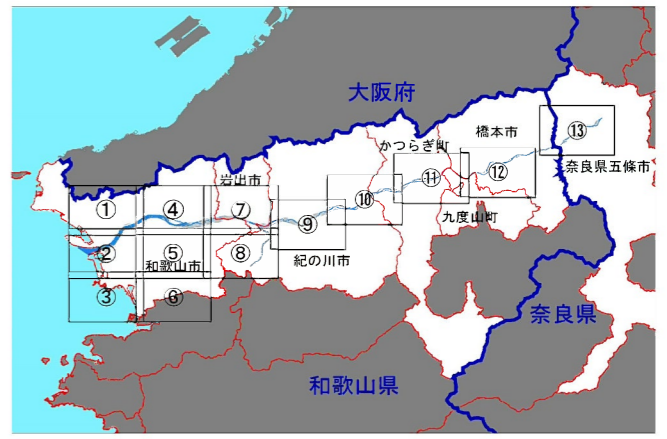 大阪府
橋本市
かつらぎ町
⑬
奈良県五條市
岩出市
⑪
⑫
①
④
⑦
⑩
九度山町
⑨
②
⑤
⑧
和歌山市
紀の川市
③
⑥
奈良県
和歌山県